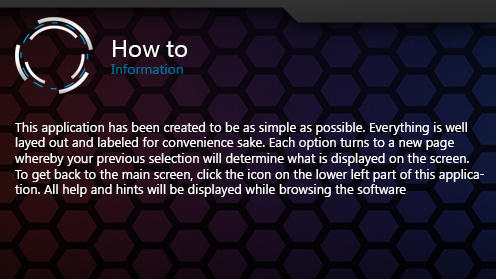 How to
Information
This application has been created to be as simple as possible. Everything is well
layed out and labeled for convenience sake. Each option turns to a new page
whereby your previous selection will determine what is displayed on the screen.
To get back to the main screen, click the icon on the lower left part of this applica-
tion. All help and hints will be displayed while browsing the software